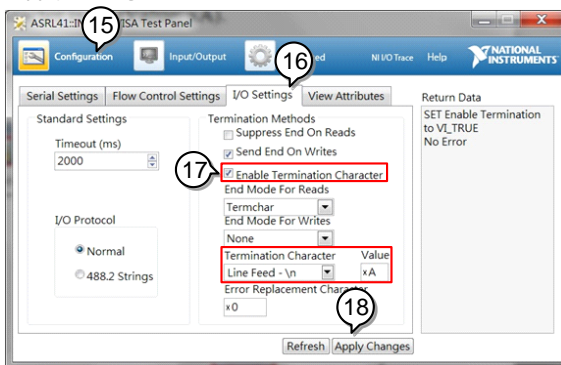 ASRL41::IN
ISA Test Panel
15
Configuration
Input/Output
ed
NI I/O Trace
Help
NATIONAL
INSTRUMENTS
16
Serial Settings
Flow Control Settings
I/O Settings
View Attributes
Return Data
Standard Settings
Timeout (ms)
2000
I/O Protocol
Normal
488.2 Strings
Termination Methods
Suppress End On Reads
Send End On Writes
17
Enable Termination Character
End Mode For Reads
Termchar
End Mode For Writes
None
Termination Character
Value
Line Feed - \n
xA
Error Replacement Character
x0
18
Refresh
Apply Changes
SET Enable Termination
to VI_TRUE
No Error